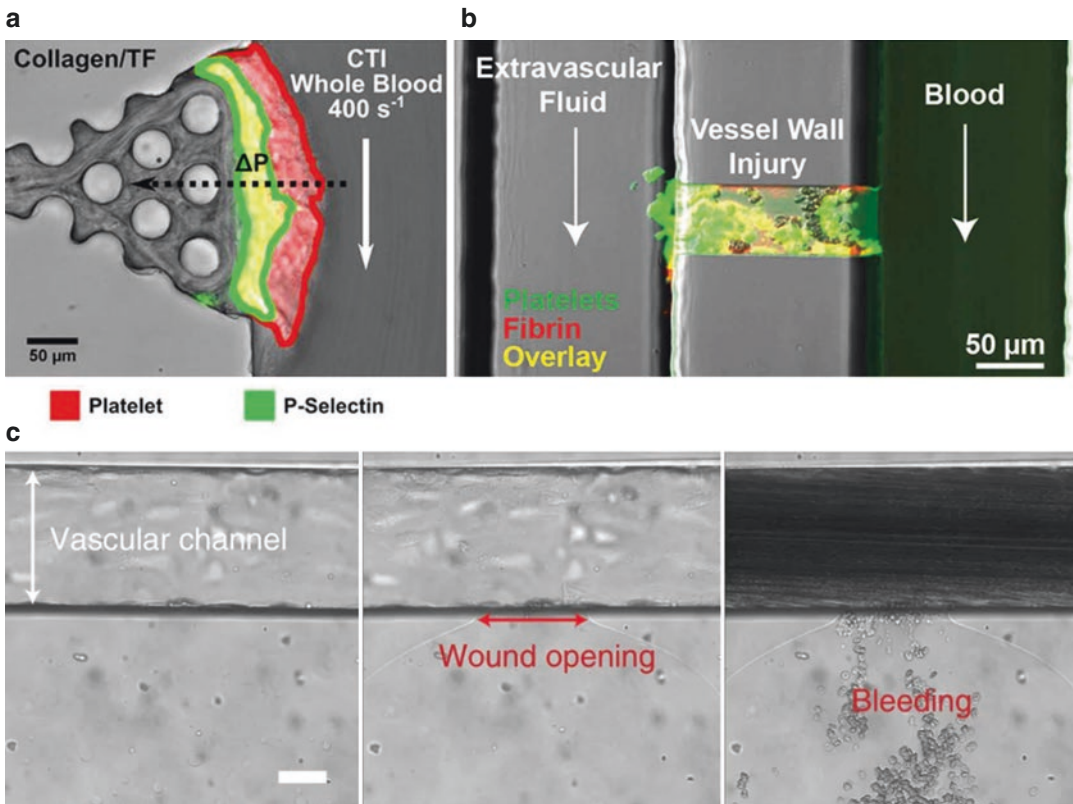 a
Collagen/TF
CTI
Whole Blood
400 s⁻¹
ΔP
50 µm
Platelet
P-Selectin
b
Extravascular
Fluid
Vessel Wall
Injury
Blood
Platelets
Fibrin
Overlay
50 µm
c
Vascular channel
Wound opening
Bleeding